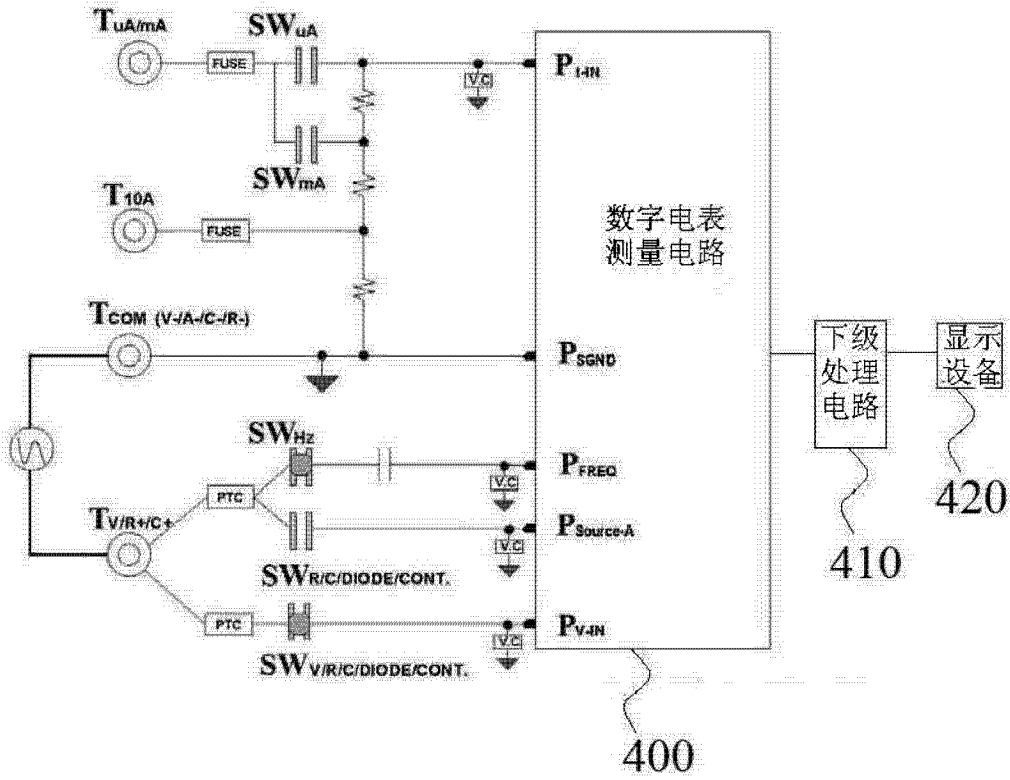 TuA/mA
SWuA
FUSE
V.C
PI-IN
SWmA
T10A
FUSE
数字电表
测量电路
TCOM (V-/A-/C-/R-)
PSGND
下级
处理
电路
显示
设备
SWHz
PTC
V.C
PFREQ
TV/R+/C+
V.C
PSource-A
SWR/C/DIODE/CONT.
PTC
V.C
PV-IN
SWV/R/C/DIODE/CONT.
410
420
400